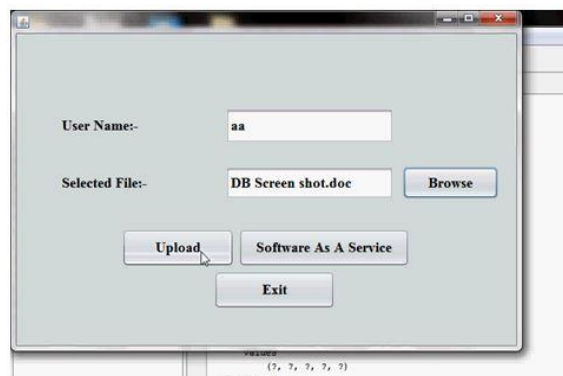 User Name:-
aa
Selected File:-
DB Screen shot.doc
Browse
Upload
Software As A Service
Exit
values
(?, ?, ?, ?, ?)